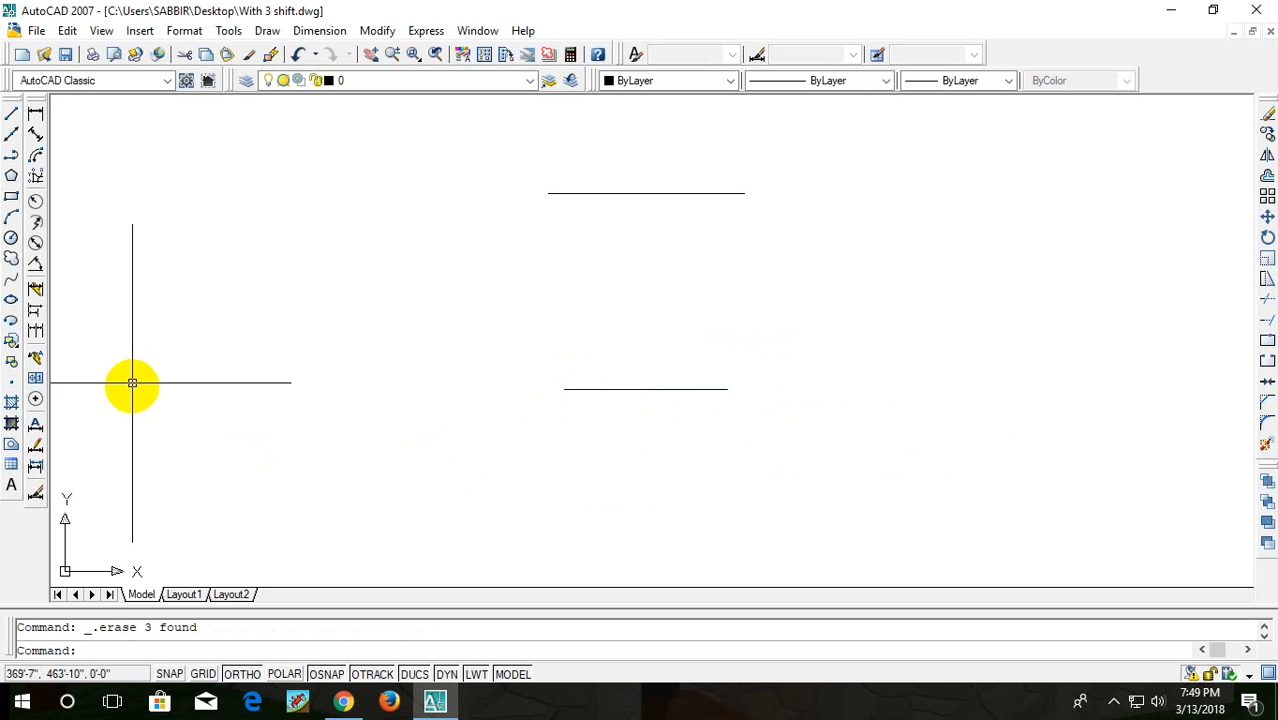 AutoCAD 2007 - [C:\Users\SABBIR\Desktop\With 3 shift.dwg]
File Edit View Insert Format Tools Draw Dimension Modify Express Window Help
AutoCAD Classic 0 ByLayer ByLayer ByLayer ByColor
A
Y
X
Model Layout1 Layout2
Command: _.erase 3 found
Command:
369'-7", 463'-10", 0'-0" SNAP GRID ORTHO POLAR OSNAP OTRACK DUCS DYN LWT MODEL
7:49 PM
3/13/2018
1